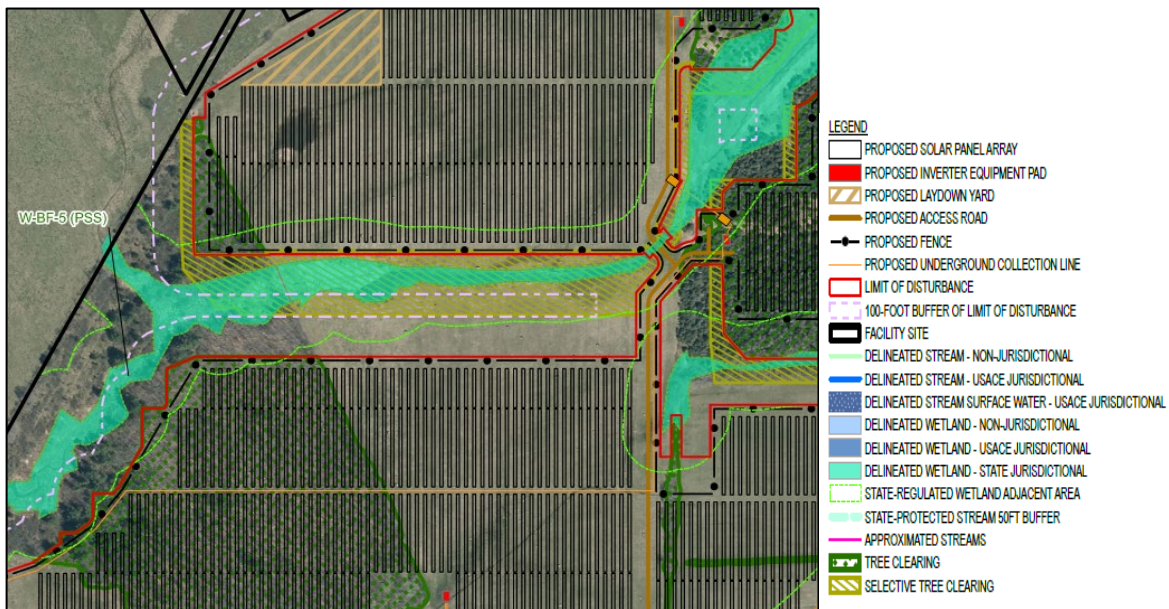 W-BF-5 (PSS)
LEGEND
PROPOSED SOLAR PANEL ARRAY
PROPOSED INVERTER EQUIPMENT PAD
PROPOSED LAYDOWN YARD
PROPOSED ACCESS ROAD
PROPOSED FENCE
PROPOSED UNDERGROUND COLLECTION LINE
LIMIT OF DISTURBANCE
100-FOOT BUFFER OF LIMIT OF DISTURBANCE
FACILITY SITE
DELINEATED STREAM - NON-JURISDICTIONAL
DELINEATED STREAM - USACE JURISDICTIONAL
DELINEATED STREAM SURFACE WATER - USACE JURISDICTIONAL
DELINEATED WETLAND - NON-JURISDICTIONAL
DELINEATED WETLAND - USACE JURISDICTIONAL
DELINEATED WETLAND - STATE JURISDICTIONAL
STATE-REGULATED WETLAND ADJACENT AREA
STATE-PROTECTED STREAM 50FT BUFFER
APPROXIMATED STREAMS
TREE CLEARING
SELECTIVE TREE CLEARING